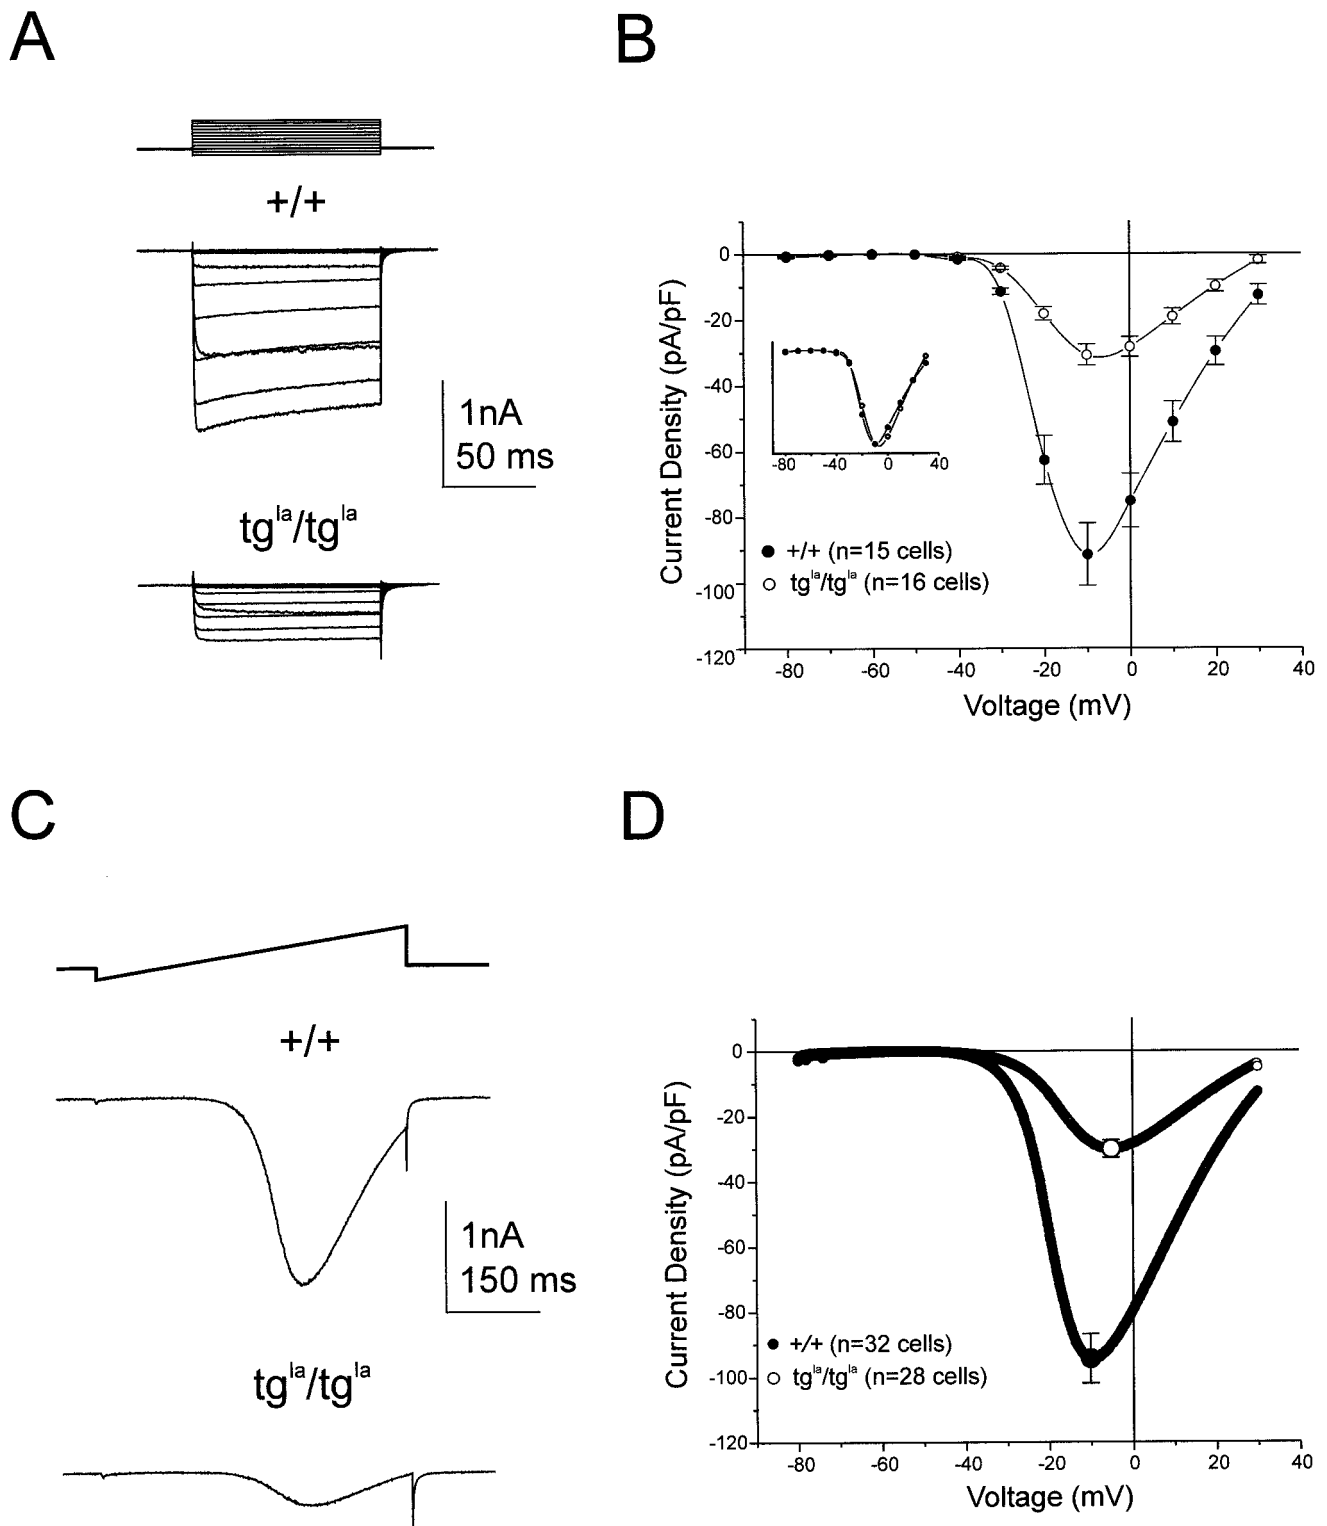 A
B
+/+
1nA
50 ms
tgla/tgla
Current Density (pA/pF)
0
-20
-40
-60
-80
-100
-120
-80
-40
0
40
+/+ (n=15 cells)
tgla/tgla (n=16 cells)
-80
-60
-40
-20
0
20
40
Voltage (mV)
C
D
+/+
1nA
150 ms
tgla/tgla
Current Density (pA/pF)
0
-20
-40
-60
-80
-100
-120
+/+ (n=32 cells)
tgla/tgla (n=28 cells)
-80
-60
-40
-20
0
20
40
Voltage (mV)